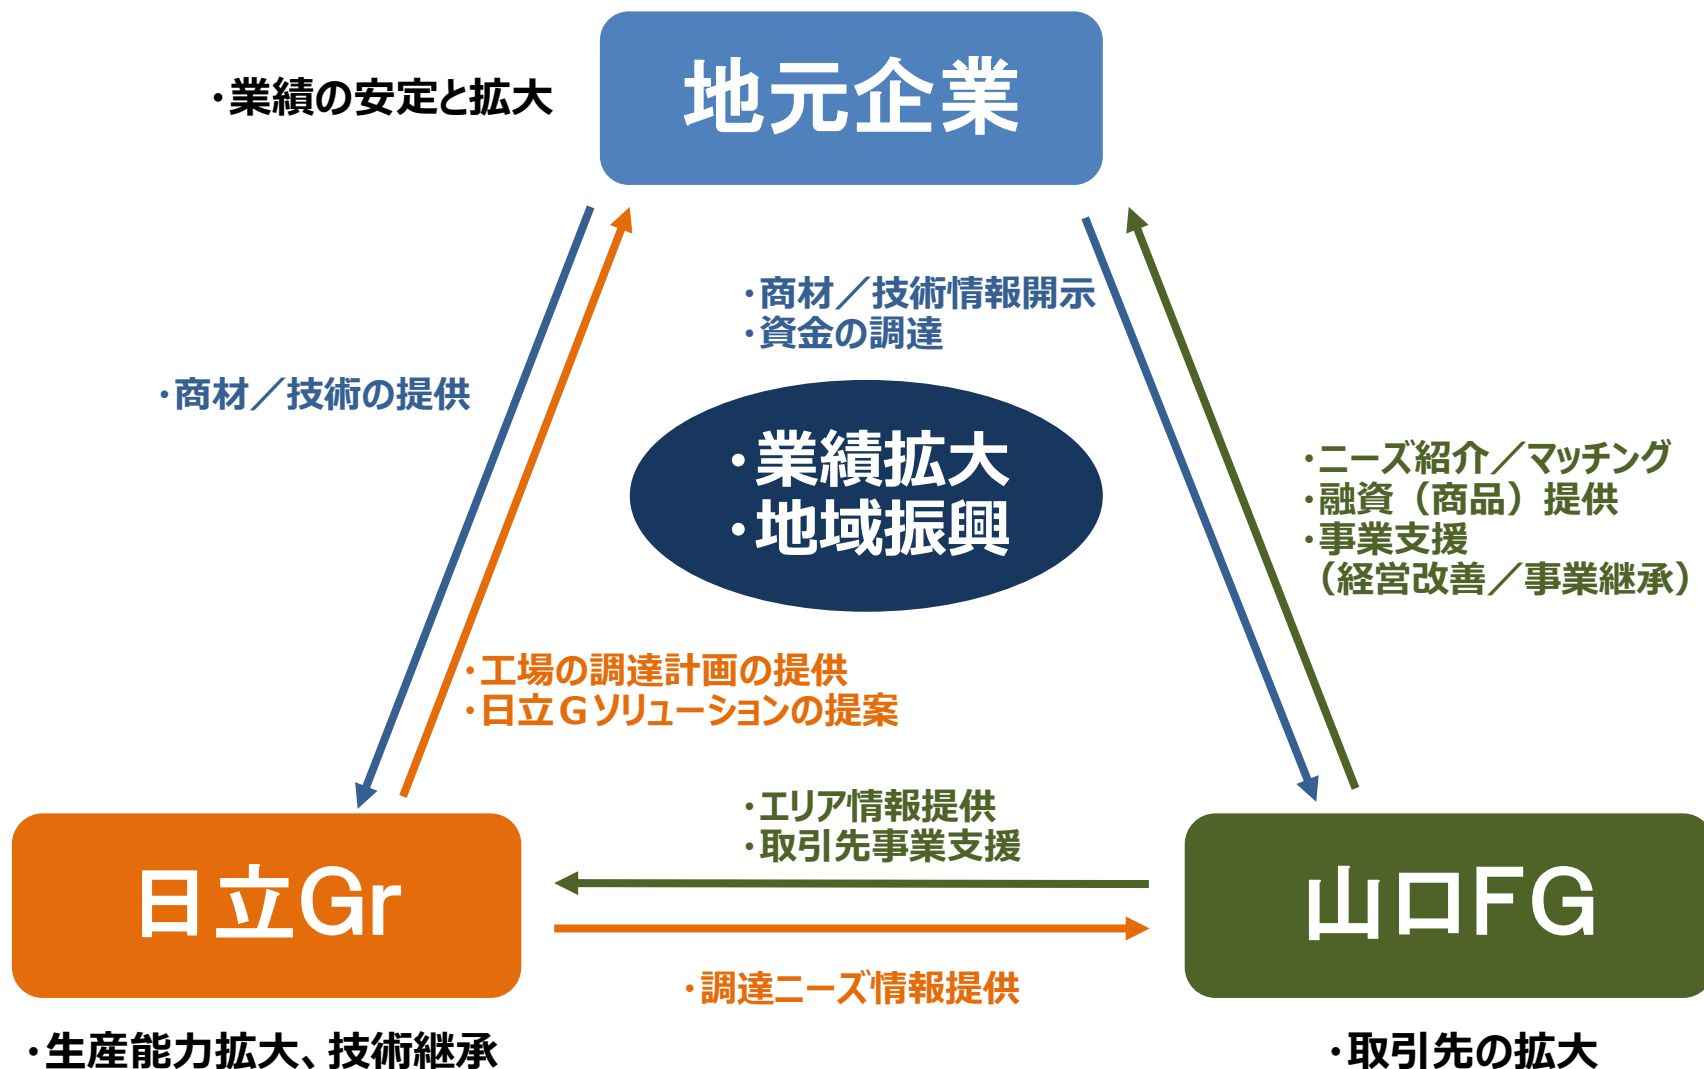 地元企業
・業績の安定と拡大
・商材／技術情報開示
・資金の調達
・商材／技術の提供
・業績拡大
・地域振興
・ニーズ紹介／マッチング
・融資（商品）提供
・事業支援
（経営改善／事業継承）
・工場の調達計画の提供
・日立Ｇソリューションの提案
・エリア情報提供
・取引先事業支援
日立Gr
山口FG
・調達ニーズ情報提供
・生産能力拡大、技術継承
・取引先の拡大